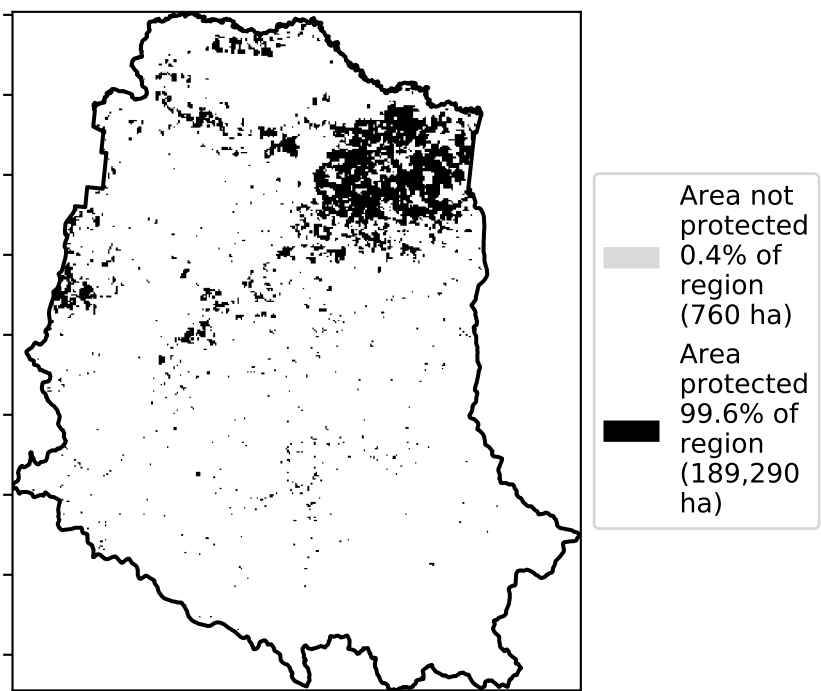 Area not
protected
0.4% of
region
(760 ha)
Area
protected
99.6% of
region
(189,290
ha)